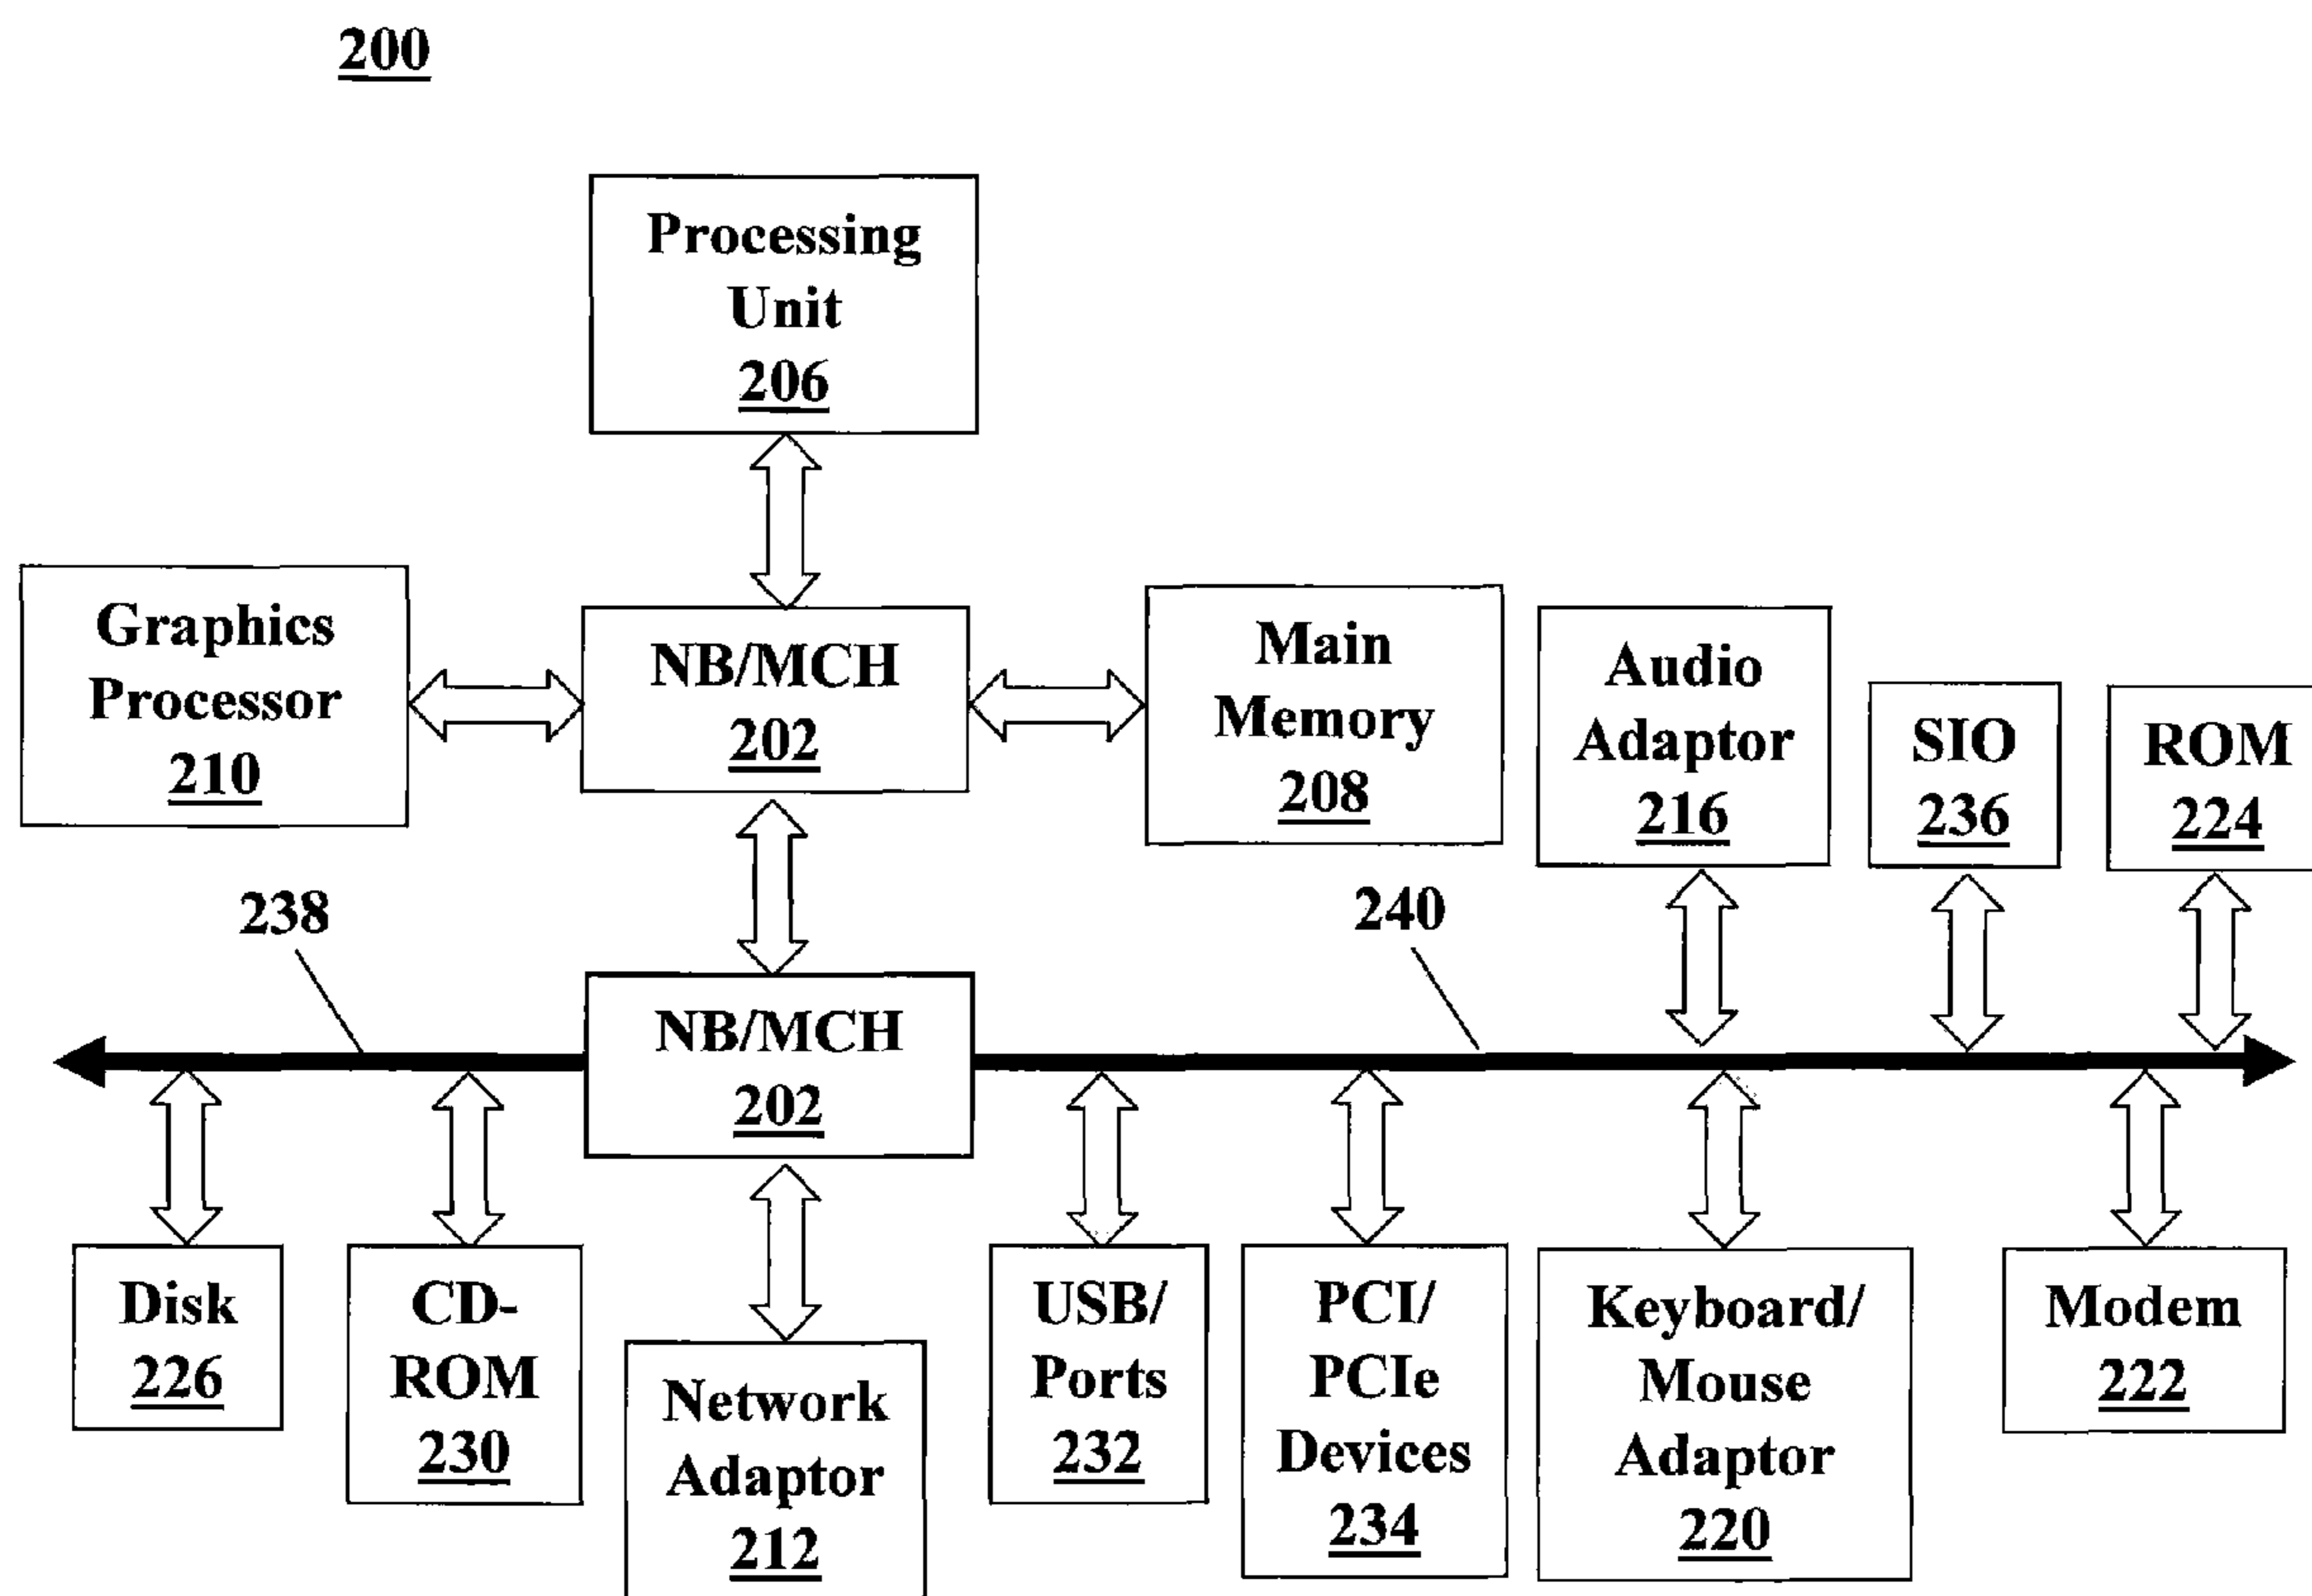 200
Processing
Unit
206
Graphics
Processor
210
NB/MCH
202
Main
Memory
208
Audio
Adaptor
216
SIO
236
ROM
224
238
240
NB/MCH
202
Disk
226
CD-
ROM
230
Network
Adaptor
212
USB/
Ports
232
PCI/
PCIe
Devices
234
Keyboard/
Mouse
Adaptor
220
Modem
222